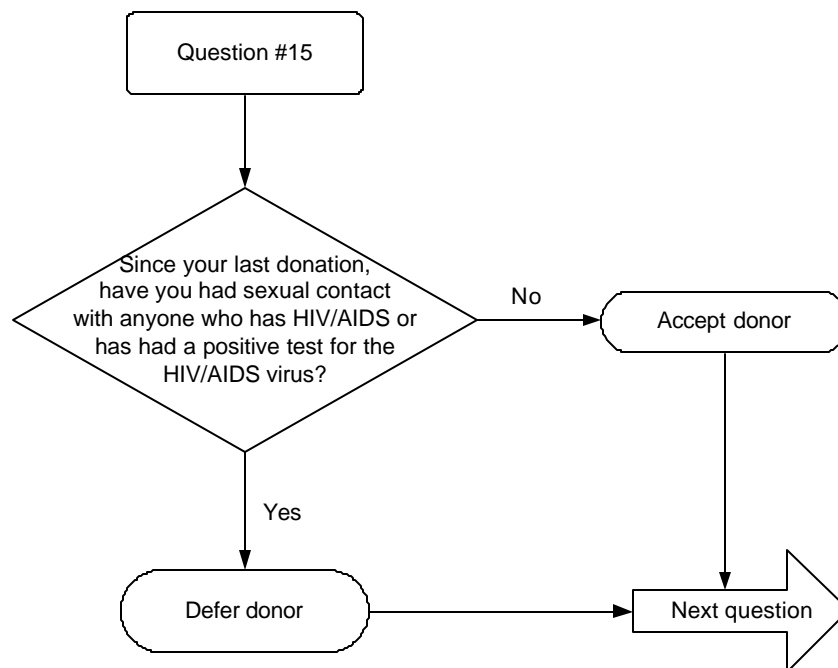 Question #15
Since your last donation,
have you had sexual contact
with anyone who has HIV/AIDS or
has had a positive test for the
HIV/AIDS virus?
No
Accept donor
Yes
Defer donor
Next question